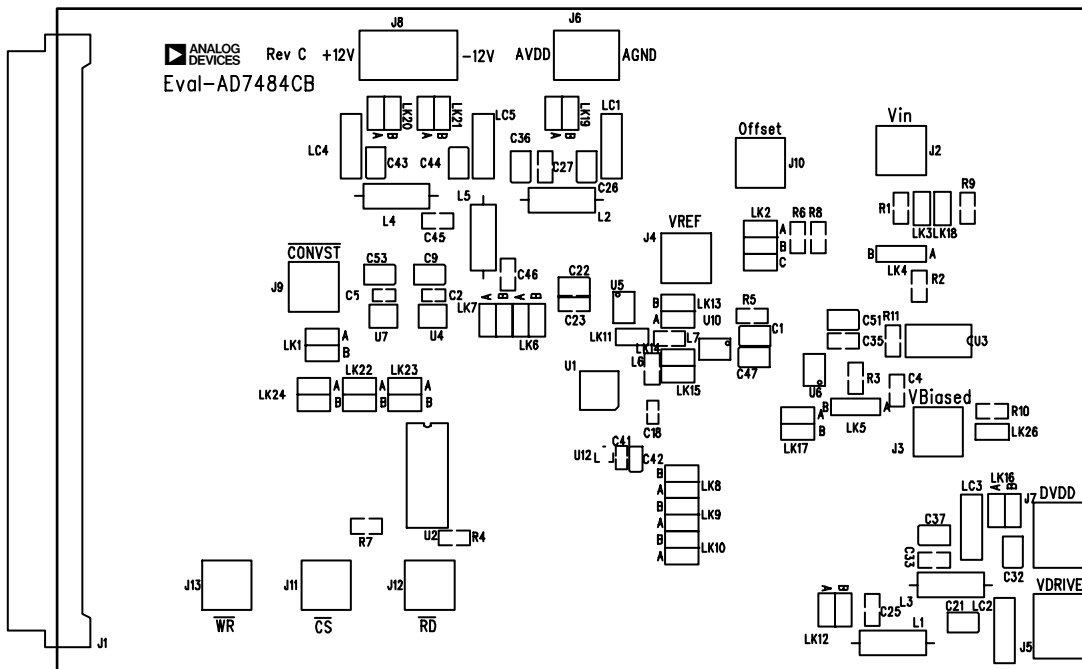 J8
J6
ANALOG
DEVICES
Rev C
+12V
-12V
AVDD
AGND
Eval-AD7484CB
LK20
LK21
LC5
LK19
LC1
A
B
A
B
A
B
LC4
C43
C44
C36
C27
C26
Offset
J10
Vin
J2
L4
L5
L2
C45
R1
LK3
LK18
R9
LK2
R6
R8
A
B
C
VREF
J4
B
A
LK4
R2
CONVST
J9
C53
C9
C46
C22
C5
C2
U7
U4
LK7
A
B
A
B
LK6
C23
U5
B
A
LK13
U10
R5
C1
C51
R11
C35
CU3
LK1
A
B
LK11
LK14
L7
L6
LK15
C47
U1
U6
R3
C4
LK24
A
B
LK22
A
B
LK23
A
B
C18
B
A
LK5
VBiased
R10
LK26
J3
A
B
LK17
U12
C41
C42
B
A
LK8
B
A
LK9
B
A
LK10
U2
R4
R7
LC3
LK16
A
B
J7
DVDD
C37
C33
C32
J13
WR
J11
CS
J12
RD
VDRIVE
L3
A
B
C25
C21
LC2
J5
LK12
L1
J1